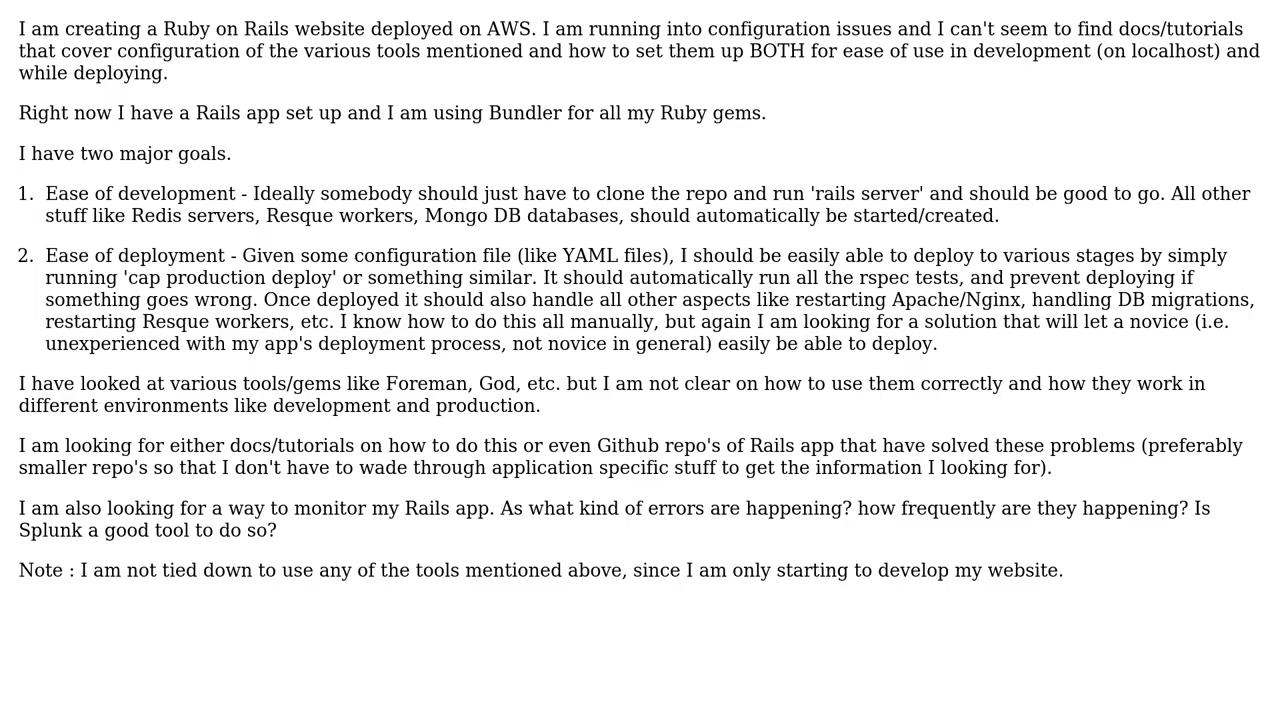 I am creating a Ruby on Rails website deployed on AWS. I am running into configuration issues and I can't seem to find docs/tutorials
that cover configuration of the various tools mentioned and how to set them up BOTH for ease of use in development (on localhost) and
while deploying.
Right now I have a Rails app set up and I am using Bundler for all my Ruby gems.
I have two major goals.
1. Ease of development - Ideally somebody should just have to clone the repo and run 'rails server' and should be good to go. All other
stuff like Redis servers, Resque workers, Mongo DB databases, should automatically be started/created.
2. Ease of deployment - Given some configuration file (like YAML files), I should be easily able to deploy to various stages by simply
running 'cap production deploy' or something similar. It should automatically run all the rspec tests, and prevent deploying if
something goes wrong. Once deployed it should also handle all other aspects like restarting Apache/Nginx, handling DB migrations,
restarting Resque workers, etc. I know how to do this all manually, but again I am looking for a solution that will let a novice (i.e.
unexperienced with my app's deployment process, not novice in general) easily be able to deploy.
I have looked at various tools/gems like Foreman, God, etc. but I am not clear on how to use them correctly and how they work in
different environments like development and production.
I am looking for either docs/tutorials on how to do this or even Github repo's of Rails app that have solved these problems (preferably
smaller repo's so that I don't have to wade through application specific stuff to get the information I looking for).
I am also looking for a way to monitor my Rails app. As what kind of errors are happening? how frequently are they happening? Is
Splunk a good tool to do so?
Note : I am not tied down to use any of the tools mentioned above, since I am only starting to develop my website.